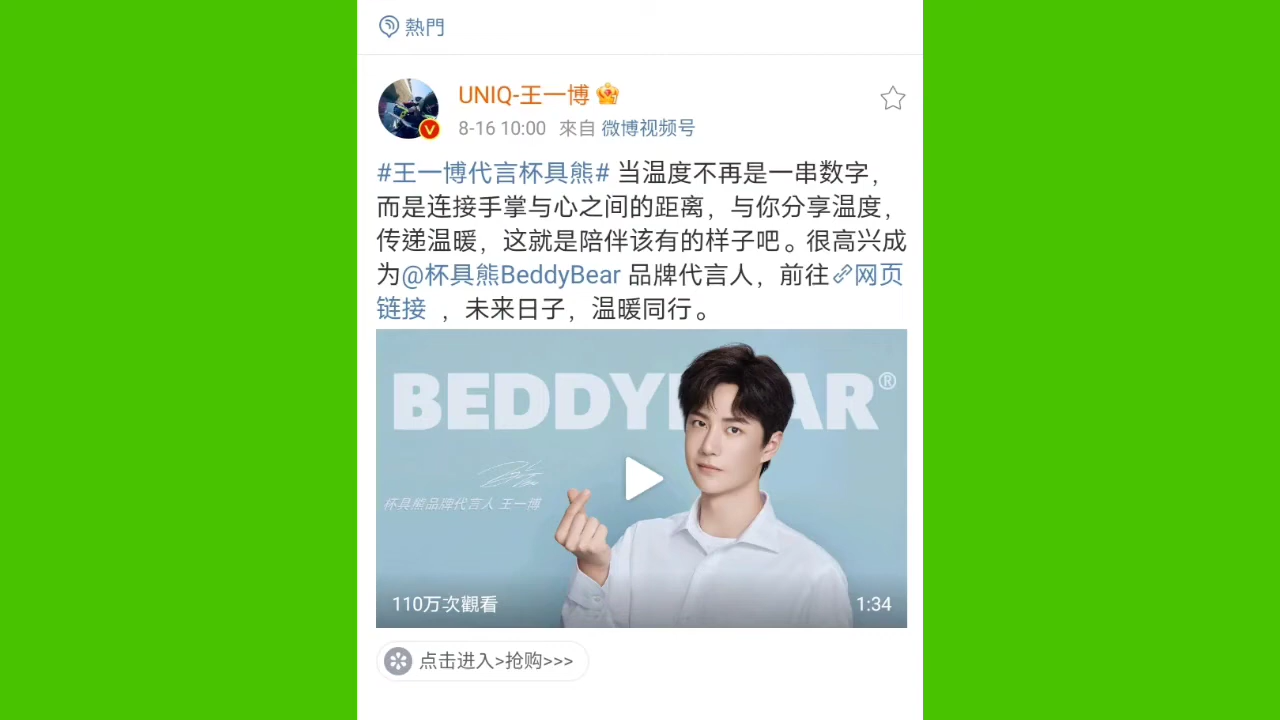 熱門
UNIQ-王一博
8-16 10:00 來自 微博视频号
#王一博代言杯具熊# 当温度不再是一串数字，
而是连接手掌与心之间的距离，与你分享温度，
传递温暖，这就是陪伴该有的样子吧。很高兴成
为@杯具熊BeddyBear 品牌代言人，前往网页
链接 ，未来日子，温暖同行。
BEDDYBEAR®
杯具熊品牌代言人 王一博
110万次觀看
1:34
点击进入>抢购>>>